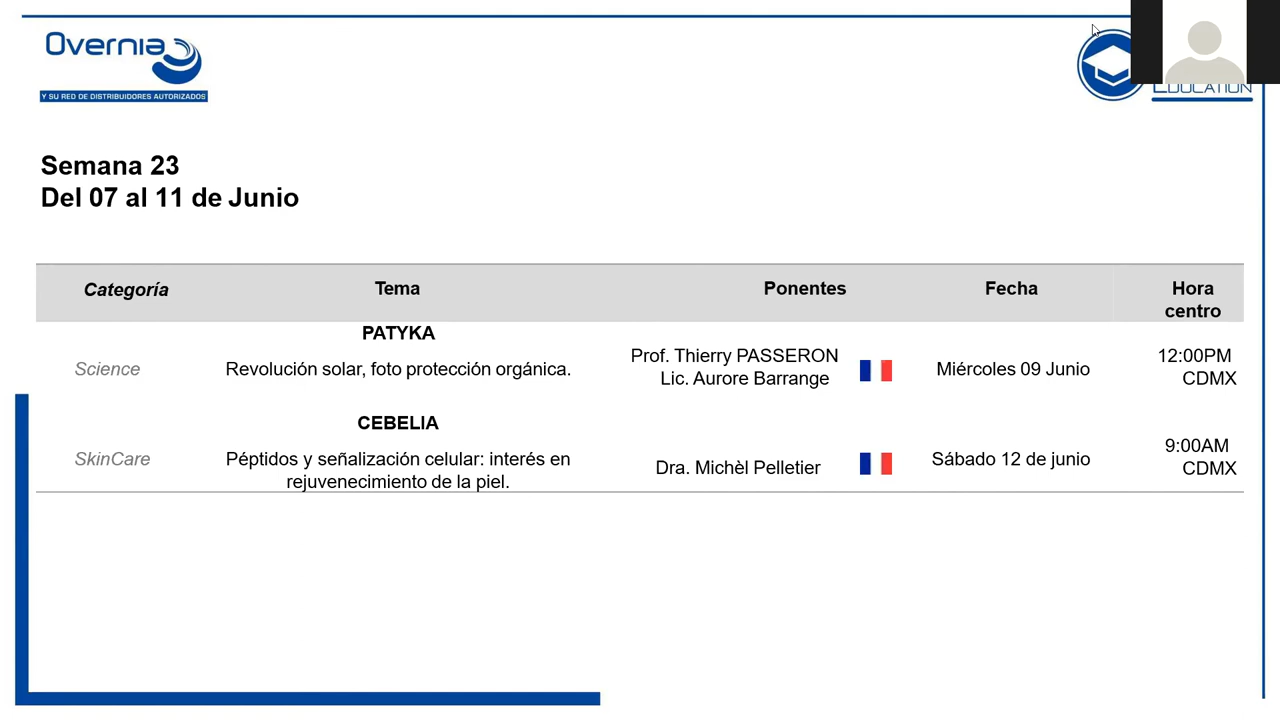 Overnia
Y SU RED DE DISTRIBUIDORES AUTORIZADOS
EDUCATION
Semana 23
Del 07 al 11 de Junio
Categoría Tema Ponentes Fecha Hora centro
PATYKA
Science Revolución solar, foto protección orgánica. Prof. Thierry PASSERON Lic. Aurore Barrange Miércoles 09 Junio 12:00PM CDMX
CEBELIA
SkinCare Péptidos y señalización celular: interés en rejuvenecimiento de la piel. Dra. Michèl Pelletier Sábado 12 de junio 9:00AM CDMX